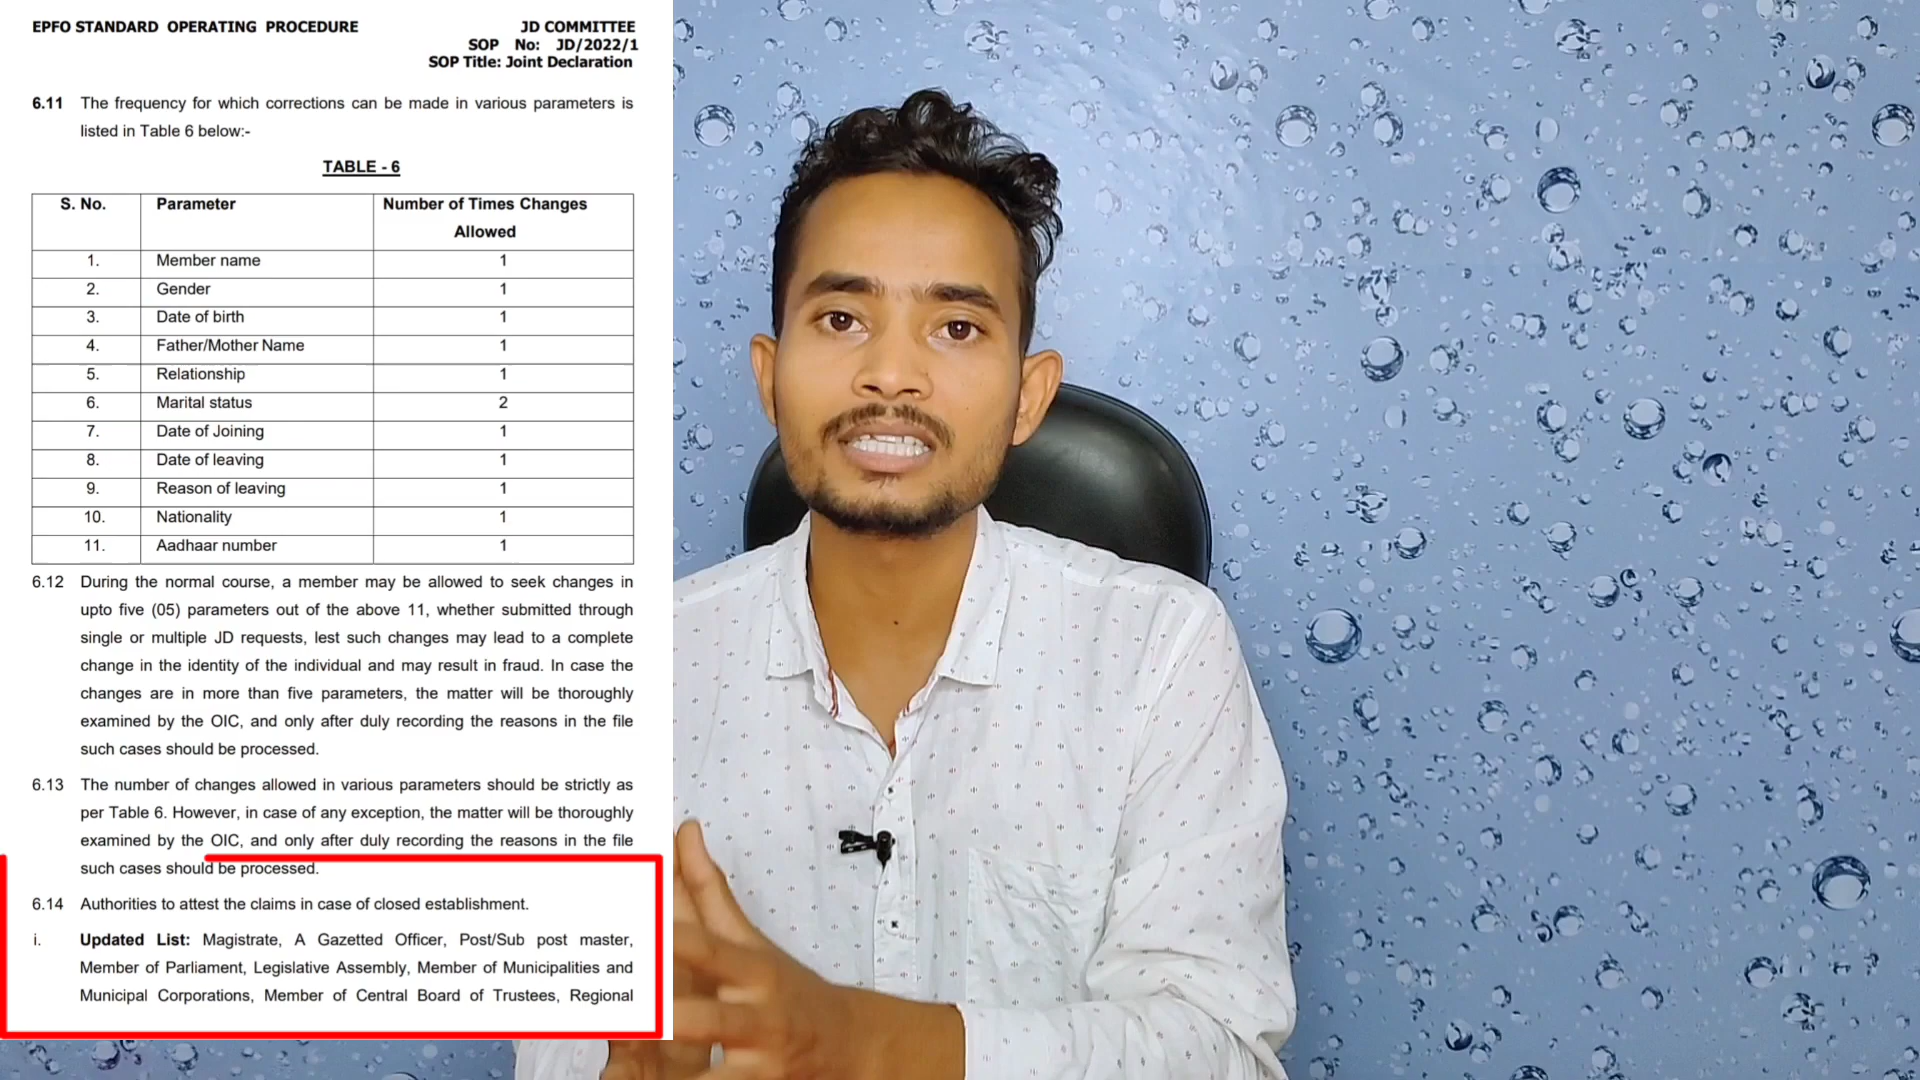 EPFO STANDARD OPERATING PROCEDURE
JD COMMITTEE
SOP No: JD/2022/1
SOP Title: Joint Declaration
6.11 The frequency for which corrections can be made in various parameters is
listed in Table 6 below:-
TABLE - 6
S. No. Parameter Number of Times Changes
Allowed
1. Member name 1
2. Gender 1
3. Date of birth 1
4. Father/Mother Name 1
5. Relationship 1
6. Marital status 2
7. Date of Joining 1
8. Date of leaving 1
9. Reason of leaving 1
10. Nationality 1
11. Aadhaar number 1
6.12 During the normal course, a member may be allowed to seek changes in
upto five (05) parameters out of the above 11, whether submitted through
single or multiple JD requests, lest such changes may lead to a complete
change in the identity of the individual and may result in fraud. In case the
changes are in more than five parameters, the matter will be thoroughly
examined by the OIC, and only after duly recording the reasons in the file
such cases should be processed.
6.13 The number of changes allowed in various parameters should be strictly as
per Table 6. However, in case of any exception, the matter will be thoroughly
examined by the OIC, and only after duly recording the reasons in the file
such cases should be processed.
6.14 Authorities to attest the claims in case of closed establishment.
i. Updated List: Magistrate, A Gazetted Officer, Post/Sub post master,
Member of Parliament, Legislative Assembly, Member of Municipalities and
Municipal Corporations, Member of Central Board of Trustees, Regional